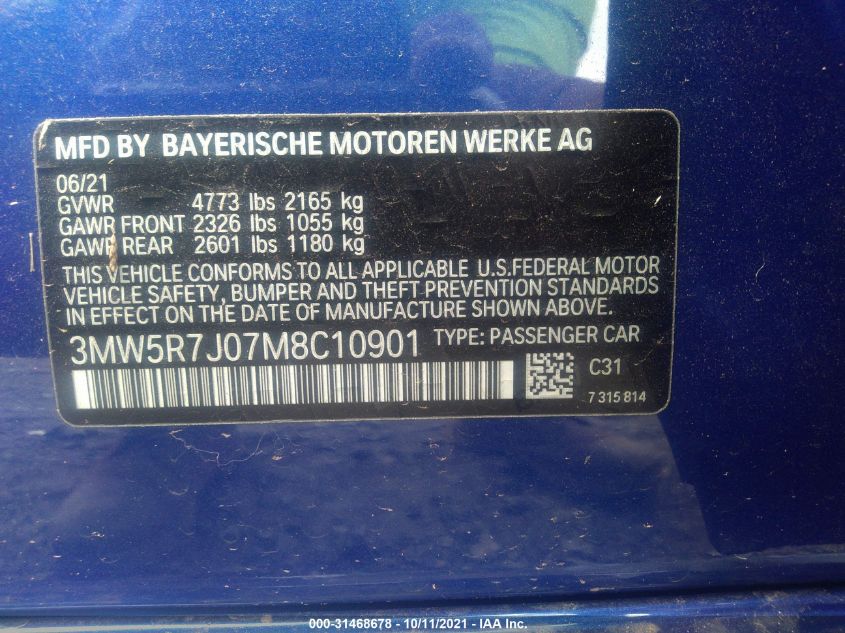 MFD BY BAYERISCHE MOTOREN WERKE AG
06/21
GVWR 4773 lbs 2165 kg
GAWR FRONT 2326 lbs 1055 kg
GAWR REAR 2601 lbs 1180 kg
THIS VEHICLE CONFORMS TO ALL APPLICABLE U.S.FEDERAL MOTOR
VEHICLE SAFETY, BUMPER AND THEFT PREVENTION STANDARDS
IN EFFECT ON THE DATE OF MANUFACTURE SHOWN ABOVE.
3MW5R7J07M8C10901 TYPE: PASSENGER CAR
C31
7 315 814
000-31468678 - 10/11/2021 - IAA Inc.